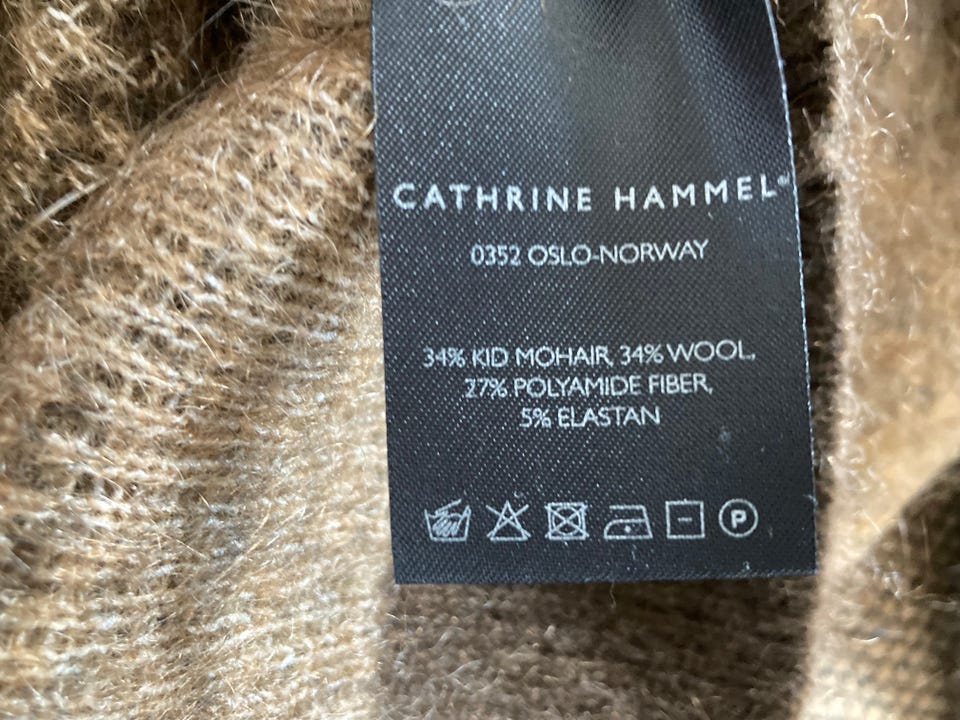 CATHRINE HAMMEL®
0352 OSLO-NORWAY
34% KID MOHAIR, 34% WOOL,
27% POLYAMIDE FIBER,
5% ELASTAN
P